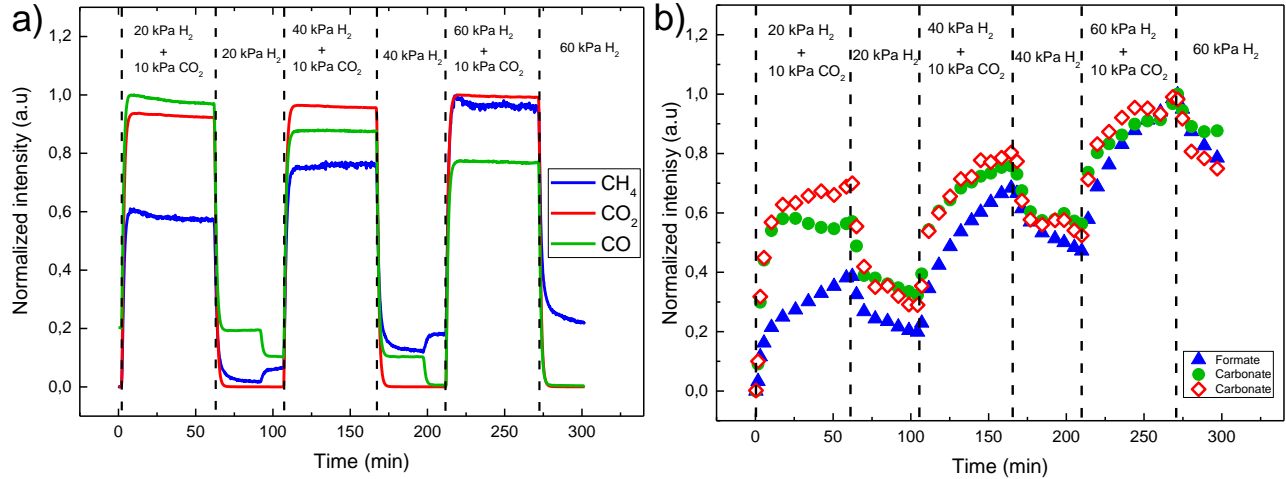 a)
20 kPa H₂
+
10 kPa CO₂
20 kPa H₂
40 kPa H₂
+
10 kPa CO₂
40 kPa H₂
60 kPa H₂
+
10 kPa CO₂
60 kPa H₂
Normalized intensity (a.u)
1,2
1,0
0,8
0,6
0,4
0,2
0,0
CH₄
CO₂
CO
0
50
100
150
200
250
300
Time (min)
b)
20 kPa H₂
+
10 kPa CO₂
20 kPa H₂
40 kPa H₂
+
10 kPa CO₂
40 kPa H₂
60 kPa H₂
+
10 kPa CO₂
60 kPa H₂
Normalized intenisy (a.u)
1,2
1,0
0,8
0,6
0,4
0,2
0,0
Formate
Carbonate
Carbonate
0
50
100
150
200
250
300
Time (min)